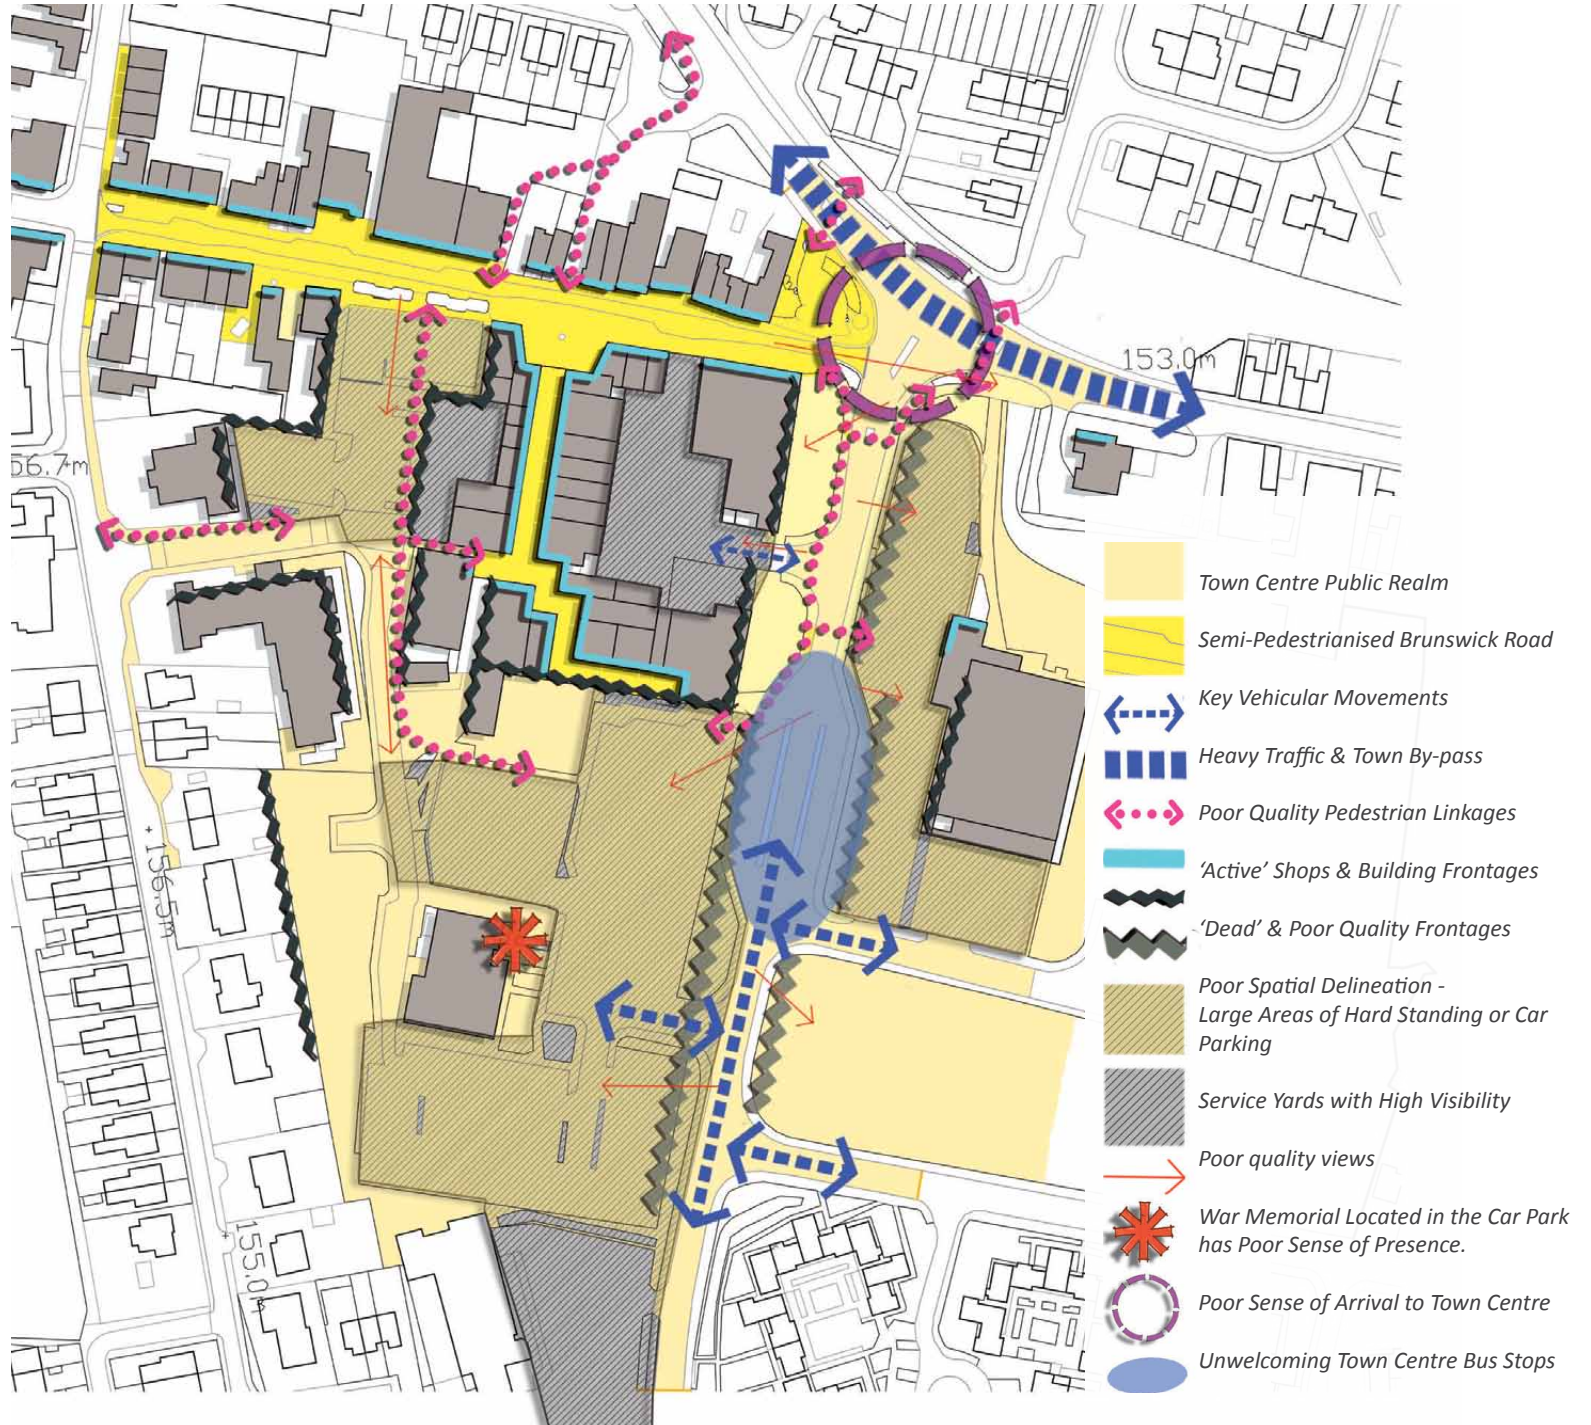 153.0m
56.7m
Town Centre Public Realm
Semi-Pedestrianised Brunswick Road
Key Vehicular Movements
Heavy Traffic & Town By-pass
Poor Quality Pedestrian Linkages
‘Active’ Shops & Building Frontages
‘Dead’ & Poor Quality Frontages
Poor Spatial Delineation -
Large Areas of Hard Standing or Car
Parking
Service Yards with High Visibility
Poor quality views
War Memorial Located in the Car Park
has Poor Sense of Presence.
Poor Sense of Arrival to Town Centre
Unwelcoming Town Centre Bus Stops
156.5m
155.0m